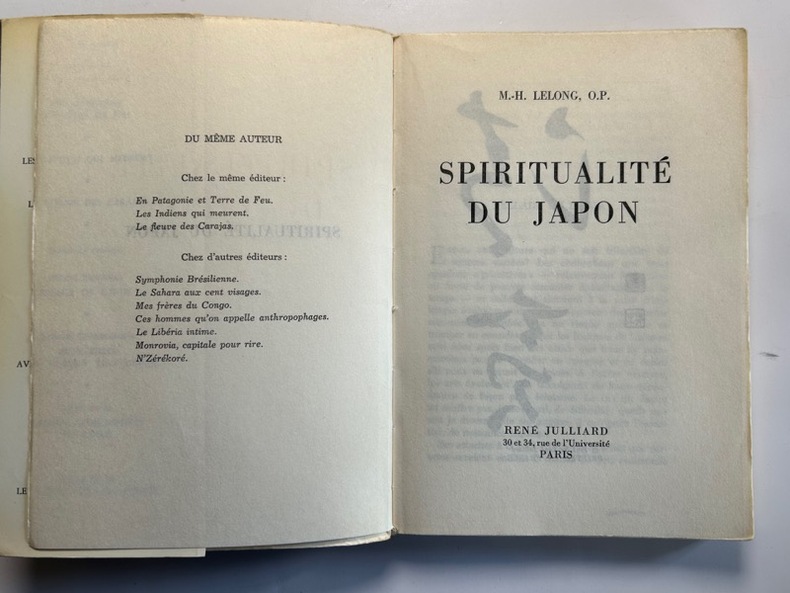 DU MÊME AUTEUR
Chez le même éditeur :
En Patagonie et Terre de Feu.
Les Indiens qui meurent.
Le fleuve des Carajas.
Chez d'autres éditeurs :
Symphonie Brésilienne.
Le Sahara aux cent visages.
Mes frères du Congo.
Ces hommes qu'on appelle anthropophages.
Le Libéria intime.
Monrovia, capitale pour rire.
N'Zérékoré.
M.-H. LELONG, O.P.
SPIRITUALITÉ
DU JAPON
RENÉ JULLIARD
30 et 34, rue de l'Université
PARIS